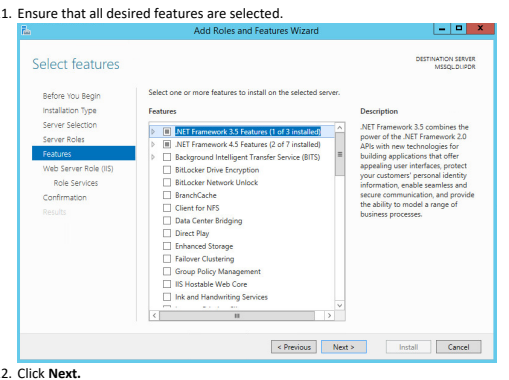 1. Ensure that all desired features are selected.
Add Roles and Features Wizard
Select features
DESTINATION SERVER
MSSQL.DI.IPDR
Before You Begin
Installation Type
Server Selection
Server Roles
Features
Web Server Role (IIS)
Role Services
Confirmation
Results
Select one or more features to install on the selected server.
Features
.NET Framework 3.5 Features (1 of 3 installed)
.NET Framework 4.5 Features (2 of 7 installed)
Background Intelligent Transfer Service (BITS)
BitLocker Drive Encryption
BitLocker Network Unlock
BranchCache
Client for NFS
Data Center Bridging
Direct Play
Enhanced Storage
Failover Clustering
Group Policy Management
IIS Hostable Web Core
Ink and Handwriting Services
Description
.NET Framework 3.5 combines the
power of the .NET Framework 2.0
APIs with new technologies for
building applications that offer
appealing user interfaces, protect
your customers' personal identity
information, enable seamless and
secure communication, and provide
the ability to model a range of
business processes.
< Previous
Next >
Install
Cancel
2. Click Next.